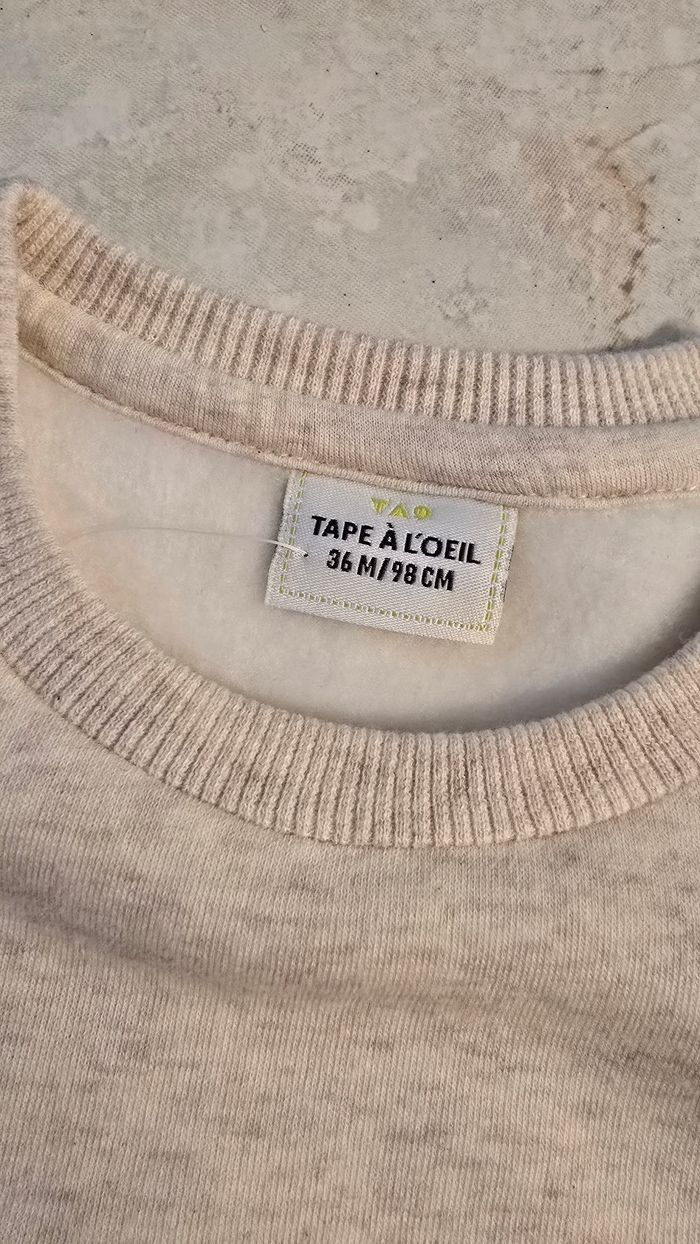 TAO
TAPE À L'OEIL
36 M/98 CM